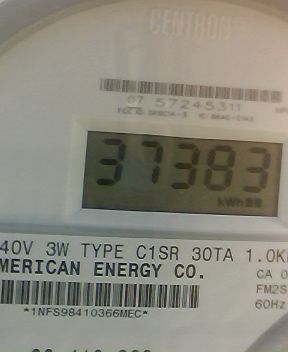 CENTRON
07 57245311
37383
kWh
40V 3W TYPE C1SR 30TA 1.0K
MERICAN ENERGY CO.
CA 0
FM2S
60Hz
*1NFS98410366MEC*